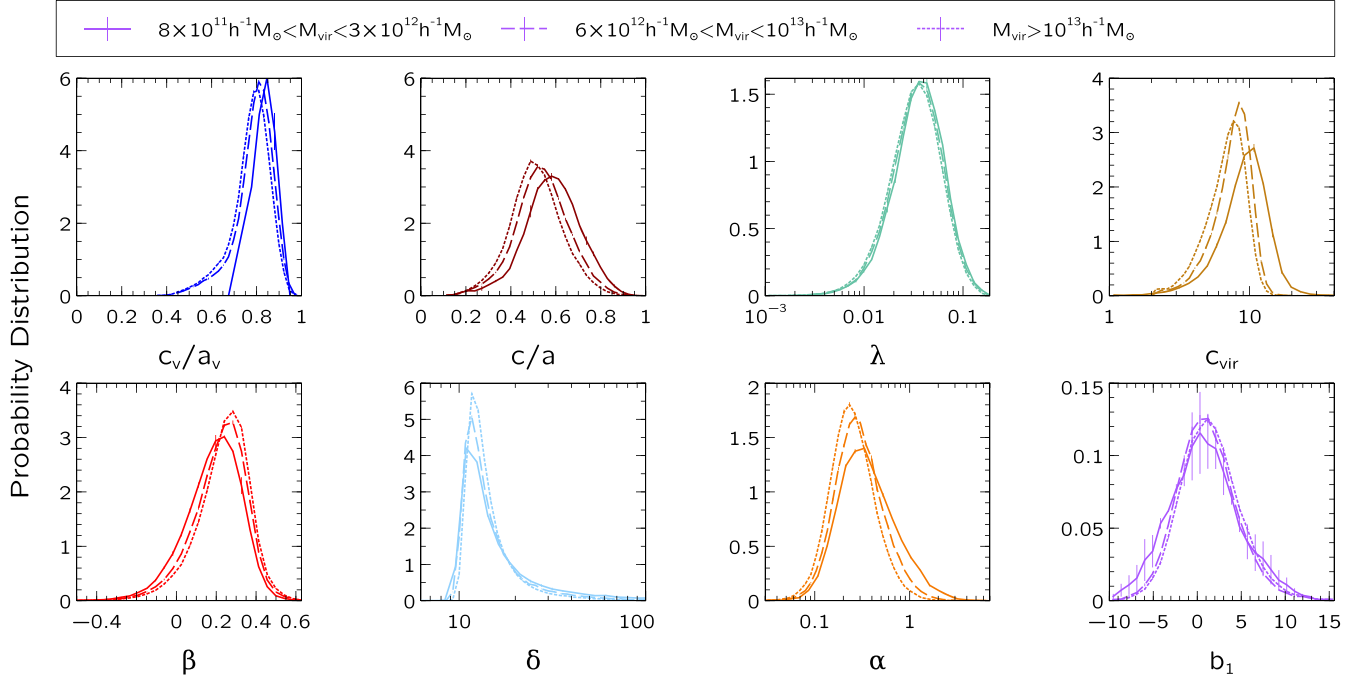 8×10¹¹h⁻¹M☉<Mvir<3×10¹²h⁻¹M☉ 6×10¹²h⁻¹M☉<Mvir<10¹³h⁻¹M☉ Mvir>10¹³h⁻¹M☉
Probability Distribution
6
4
2
0
0 0.2 0.4 0.6 0.8 1
cv/av
6
4
2
0
0 0.2 0.4 0.6 0.8 1
c/a
1.5
1
0.5
0
10⁻³ 0.01 0.1
λ
4
3
2
1
0
1 10
cvir
4
3
2
1
0
−0.4 0 0.2 0.4 0.6
β
6
5
4
3
2
1
0
10 100
δ
2
1.5
1
0.5
0
0.1 1
α
0.15
0.1
0.05
0
−10 −5 0 5 10 15
b₁